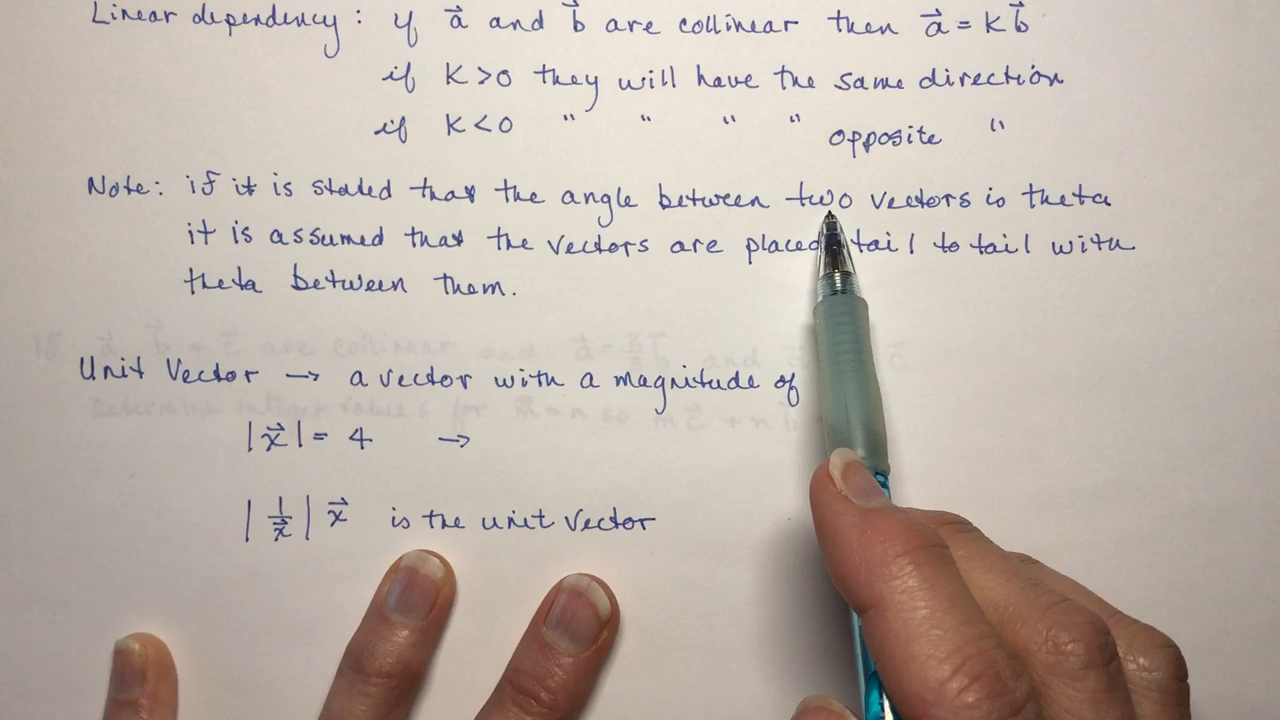 Linear dependency: if a⃗ and b⃗ are collinear then a⃗ = k b⃗
if K>0 they will have the same direction
if K<0 " " " " opposite "
Note: if it is stated that the angle between two vectors is theta
it is assumed that the vectors are placed tail to tail with
theta between them.
Unit Vector → a vector with a magnitude of
|x⃗| = 4 →
|1/x⃗| x⃗ is the unit vector